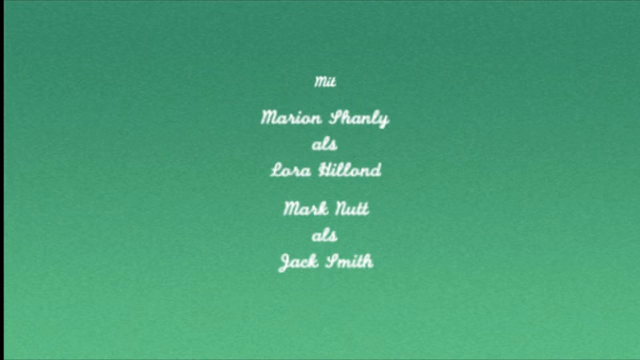 Mit
Marion Shanly
als
Lora Hillond
Mark Nutt
als
Jack Smith